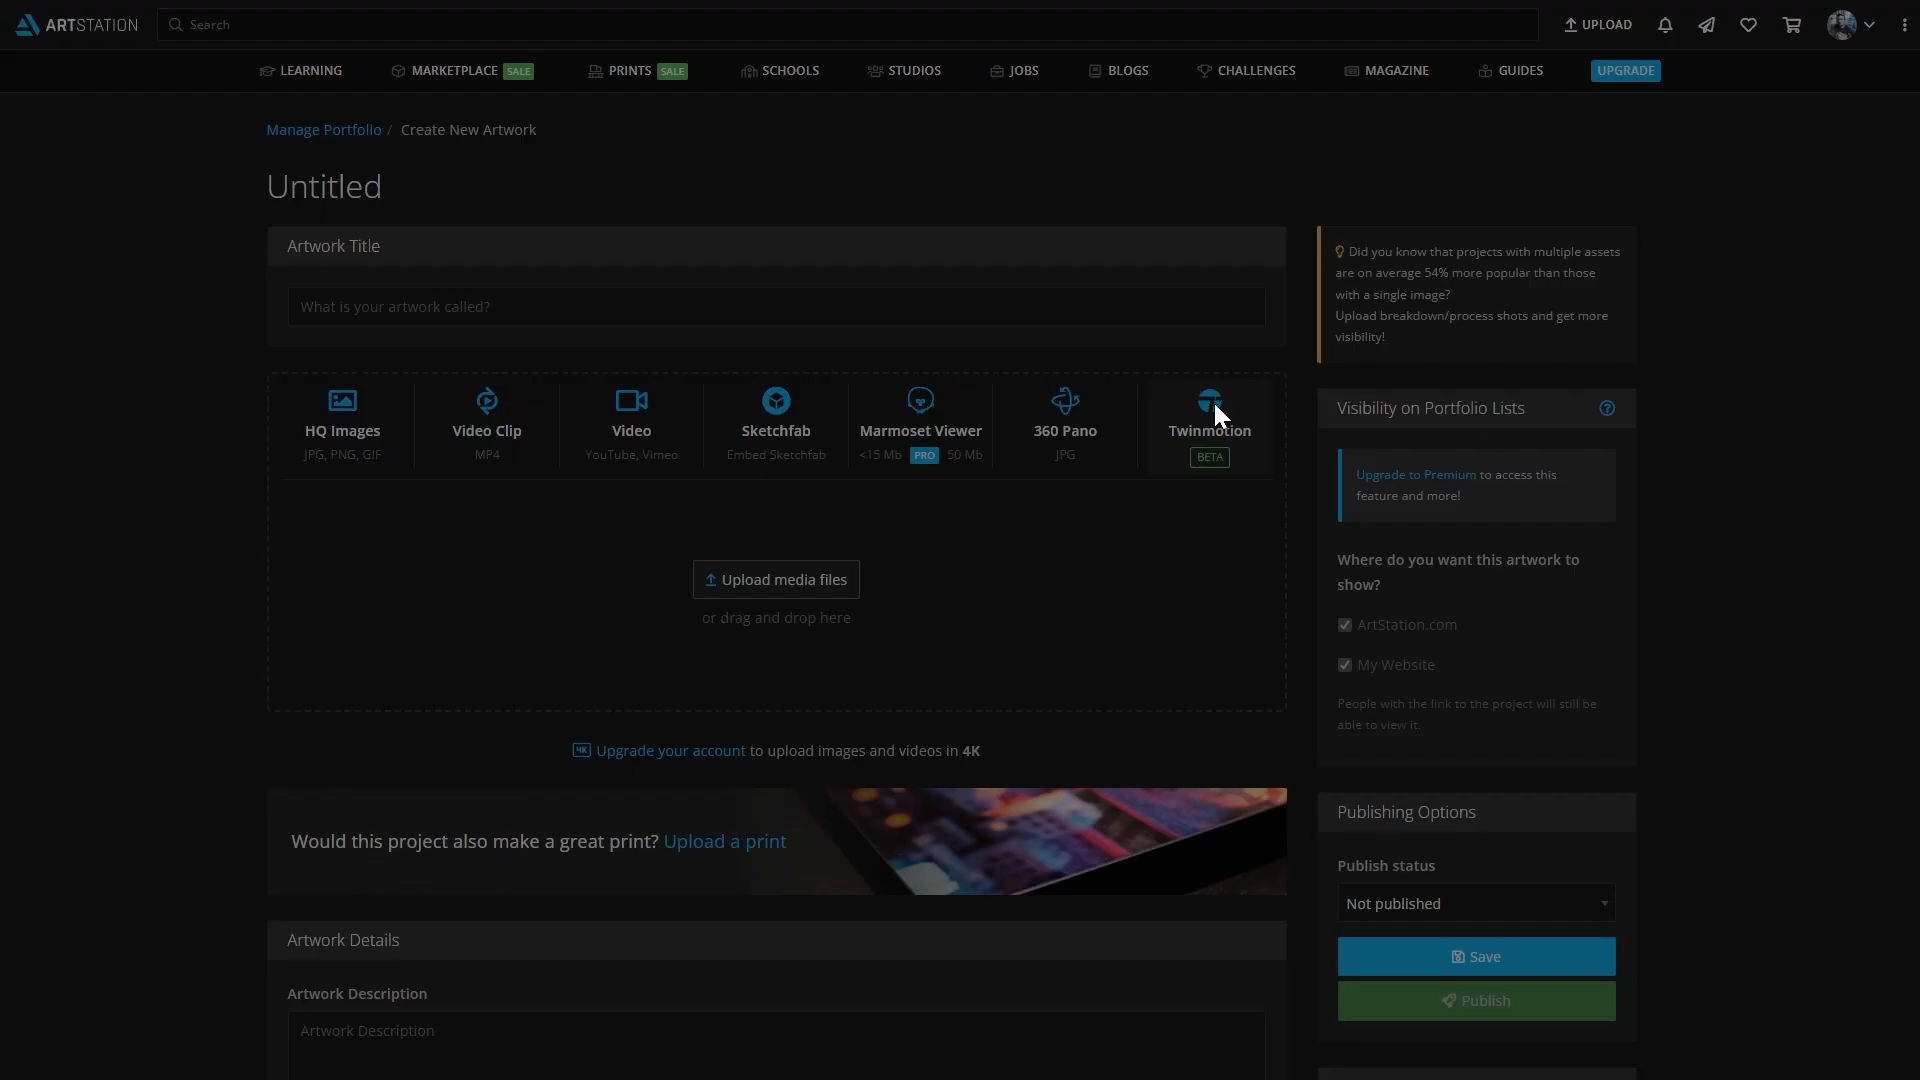 ARTSTATION
Search
UPLOAD
LEARNING
MARKETPLACE SALE
PRINTS SALE
SCHOOLS
STUDIOS
JOBS
BLOGS
CHALLENGES
MAGAZINE
GUIDES
UPGRADE
Manage Portfolio / Create New Artwork
Untitled
Artwork Title
What is your artwork called?
HQ Images
JPG, PNG, GIF
Video Clip
MP4
Video
YouTube, Vimeo
Sketchfab
Embed Sketchfab
Marmoset Viewer
<15 Mb PRO 50 Mb
360 Pano
JPG
Twinmotion
BETA
Upload media files
or drag and drop here
4K Upgrade your account to upload images and videos in 4K
Would this project also make a great print? Upload a print
Artwork Details
Artwork Description
Artwork Description
Did you know that projects with multiple assets
are on average 54% more popular than those
with a single image?
Upload breakdown/process shots and get more
visibility!
Visibility on Portfolio Lists
Upgrade to Premium to access this
feature and more!
Where do you want this artwork to
show?
ArtStation.com
My Website
People with the link to the project will still be
able to view it.
Publishing Options
Publish status
Not published
Save
Publish